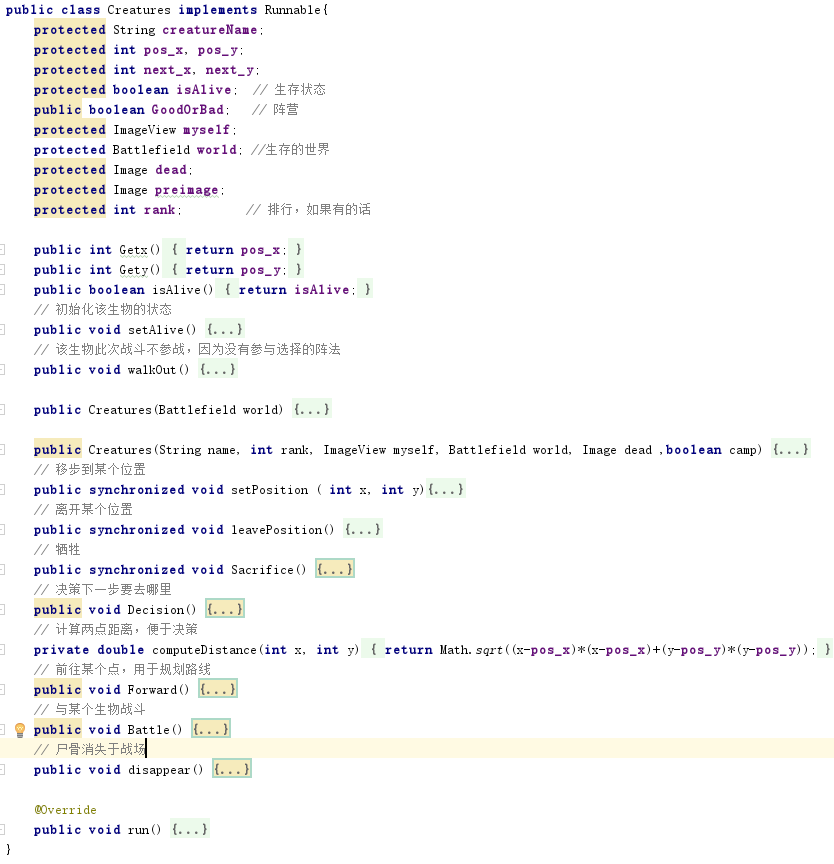 public class Creatures implements Runnable{
protected String creatureName;
protected int pos_x, pos_y;
protected int next_x, next_y;
protected boolean isAlive;  // 生存状态
public boolean GoodOrBad;   // 阵营
protected ImageView myself;
protected Battlefield world; //生存的世界
protected Image dead;
protected Image preimage;
protected int rank;         // 排行，如果有的话
public int Getx() { return pos_x; }
public int Gety() { return pos_y; }
public boolean isAlive() { return isAlive; }
// 初始化该生物的状态
public void setAlive() {...}
// 该生物此次战斗不参战，因为没有参与选择的阵法
public void walkOut() {...}
public Creatures(Battlefield world) {...}
public Creatures(String name, int rank, ImageView myself, Battlefield world, Image dead ,boolean camp) {...}
// 移步到某个位置
public synchronized void setPosition ( int x, int y){...}
// 离开某个位置
public synchronized void leavePosition() {...}
// 牺牲
public synchronized void Sacrifice() {...}
// 决策下一步要去哪里
public void Decision() {...}
// 计算两点距离，便于决策
private double computeDistance(int x, int y) { return Math.sqrt((x-pos_x)*(x-pos_x)+(y-pos_y)*(y-pos_y)); }
// 前往某个点，用于规划路线
public void Forward() {...}
// 与某个生物战斗
public void Battle() {...}
// 尸骨消失于战场
public void disappear() {...}
@Override
public void run() {...}
}